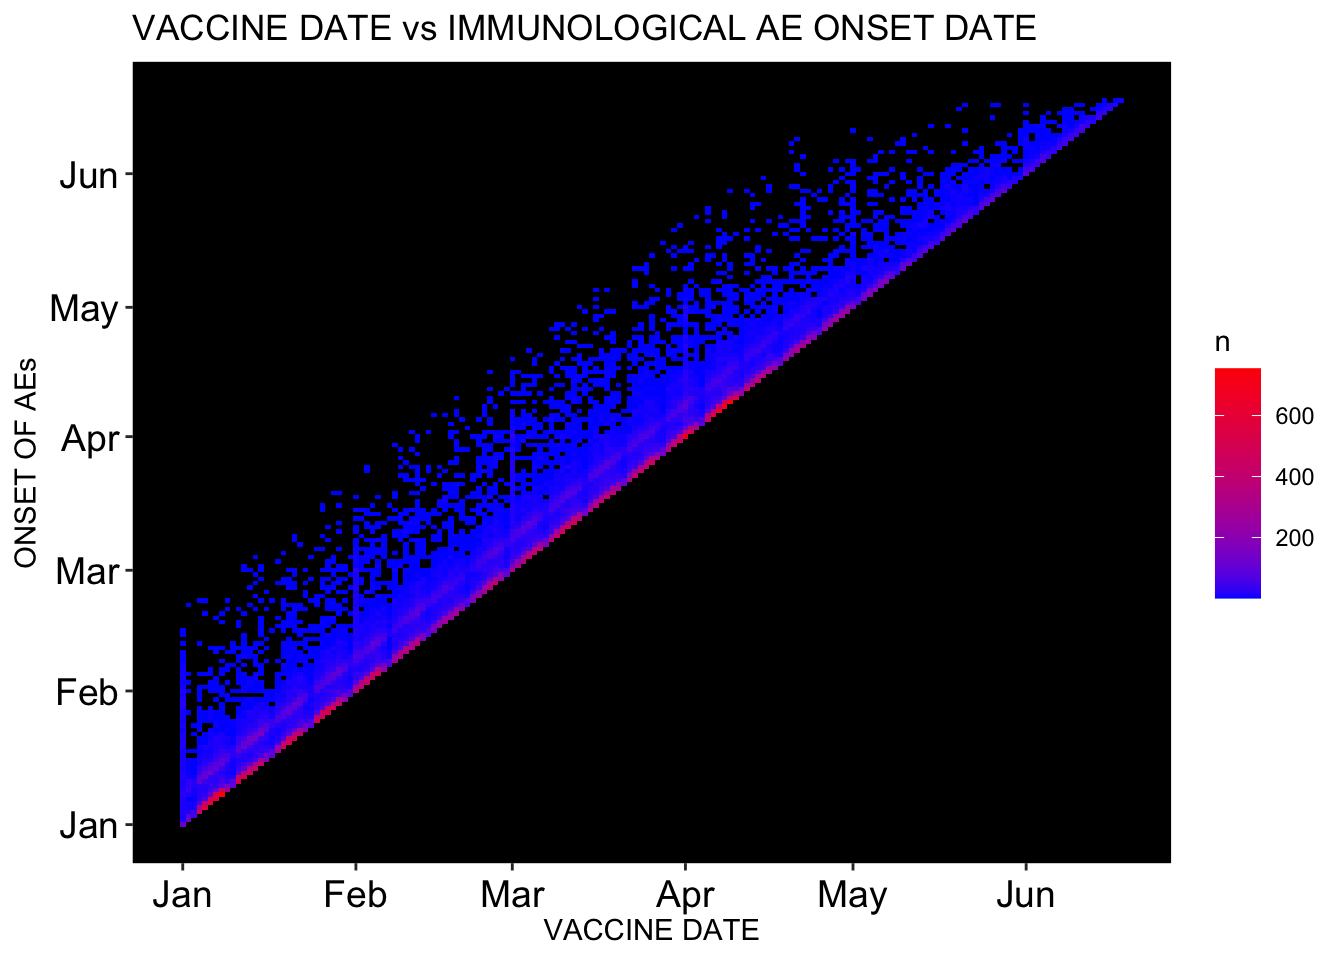 VACCINE DATE vs IMMUNOLOGICAL AE ONSET DATE
ONSET OF AEs
Jun
May
Apr
Mar
Feb
Jan
Jan Feb Mar Apr May Jun
VACCINE DATE
n
600
400
200